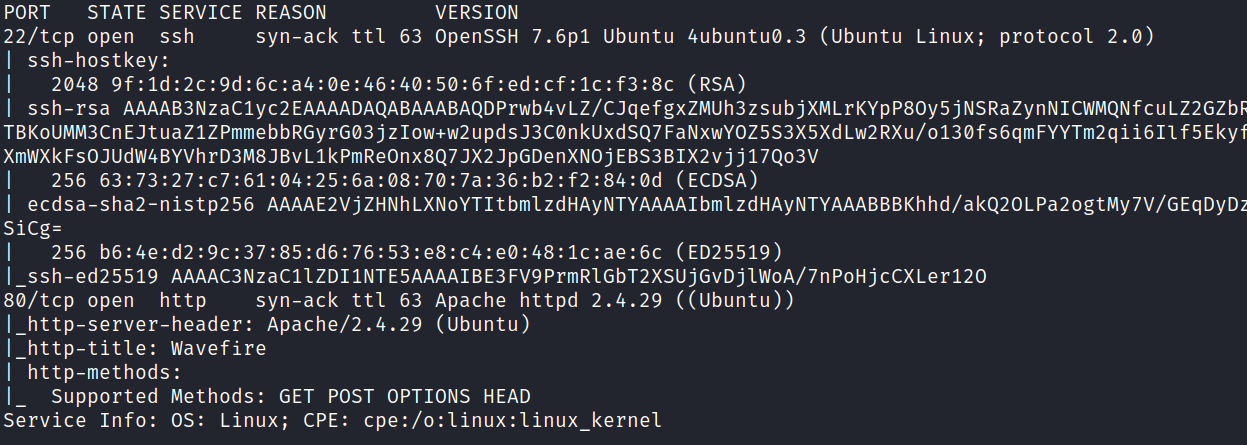 PORT   STATE SERVICE REASON         VERSION
22/tcp open  ssh     syn-ack ttl 63 OpenSSH 7.6p1 Ubuntu 4ubuntu0.3 (Ubuntu Linux; protocol 2.0)
| ssh-hostkey:
|   2048 9f:1d:2c:9d:6c:a4:0e:46:40:50:6f:ed:cf:1c:f3:8c (RSA)
| ssh-rsa AAAAB3NzaC1yc2EAAAADAQABAAABAQDPrwb4vLZ/CJqefgxZMUh3zsubjXMLrKYpP8Oy5jNSRaZynNICWMQNfcuLZ2GZbR
TBKoUMM3CnEJtuaZ1ZPmmebbRGyrG03jzIow+w2updsJ3C0nkUxdSQ7FaNxwYOZ5S3X5XdLw2RXu/o130fs6qmFYYTm2qii6Ilf5Ekyf
XmWXkFsOJUdW4BYVhrD3M8JBvL1kPmReOnx8Q7JX2JpGDenXNOjEBS3BIX2vjj17Qo3V
|   256 63:73:27:c7:61:04:25:6a:08:70:7a:36:b2:f2:84:0d (ECDSA)
| ecdsa-sha2-nistp256 AAAAE2VjZHNhLXNoYTItbmlzdHAyNTYAAAAIbmlzdHAyNTYAAABBBKhhd/akQ2OLPa2ogtMy7V/GEqDyDz
SiCg=
|   256 b6:4e:d2:9c:37:85:d6:76:53:e8:c4:e0:48:1c:ae:6c (ED25519)
|_ssh-ed25519 AAAAC3NzaC1lZDI1NTE5AAAAIBE3FV9PrmRlGbT2XSUjGvDjlWoA/7nPoHjcCXLer12O
80/tcp open  http    syn-ack ttl 63 Apache httpd 2.4.29 ((Ubuntu))
|_http-server-header: Apache/2.4.29 (Ubuntu)
|_http-title: Wavefire
| http-methods:
|_  Supported Methods: GET POST OPTIONS HEAD
Service Info: OS: Linux; CPE: cpe:/o:linux:linux_kernel